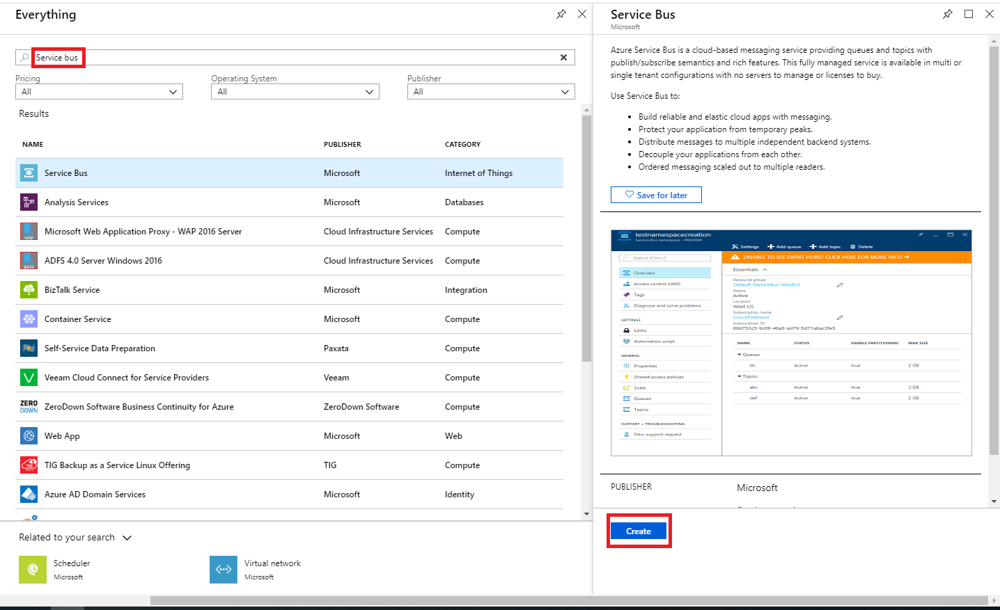 Everything
Service bus
Pricing
All
Operating System
All
Publisher
All
Results
NAME PUBLISHER CATEGORY
Service Bus Microsoft Internet of Things
Analysis Services Microsoft Databases
WAP Microsoft Web Application Proxy - WAP 2016 Server Cloud Infrastructure Services Compute
ADFS ADFS 4.0 Server Windows 2016 Cloud Infrastructure Services Compute
BizTalk Service Microsoft Integration
Container Service Microsoft Compute
Self-Service Data Preparation Paxata Compute
Veeam Cloud Connect for Service Providers Veeam Compute
ZERO DOWN ZeroDown Software Business Continuity for Azure ZeroDown Software Compute
Web App Microsoft Web
TIG TIG Backup as a Service Linux Offering TIG Compute
Azure AD Domain Services Microsoft Identity
Related to your search
Scheduler
Microsoft
Virtual network
Microsoft
Service Bus
Microsoft
Azure Service Bus is a cloud-based messaging service providing queues and topics with
publish/subscribe semantics and rich features. This fully managed service is available in multi or
single tenant configurations with no servers to manage or licenses to buy.
Use Service Bus to:
Build reliable and elastic cloud apps with messaging.
Protect your application from temporary peaks.
Distribute messages to multiple independent backend systems.
Decouple your applications from each other.
Ordered messaging scaled out to multiple readers.
Save for later
testnamespacecreation
Service Bus namespace - PREVIEW
Settings Add queue Add topic Delete
Search (Ctrl+/)
UNABLE TO SEE EVENT HUBS? CLICK HERE FOR MORE INFO →
Overview
Access control (IAM)
Tags
Diagnose and solve problems
SETTINGS
Locks
Automation script
GENERAL
Properties
Shared access policies
Scale
Queues
Topics
SUPPORT + TROUBLESHOOTING
New support request
Essentials
Resource group
Default-ServiceBus-WestUS
Status
Active
Location
West US
Subscription name
CloudTestHost
Subscription ID
69d753c5-9c09-46a5-ad79-5d71abac3fe5
NAME STATUS ENABLE PARTITIONING MAX SIZE
Queues
ttt Active true 2 GB
Topics
abc Active true 2 GB
def Active true 2 GB
PUBLISHER Microsoft
Create